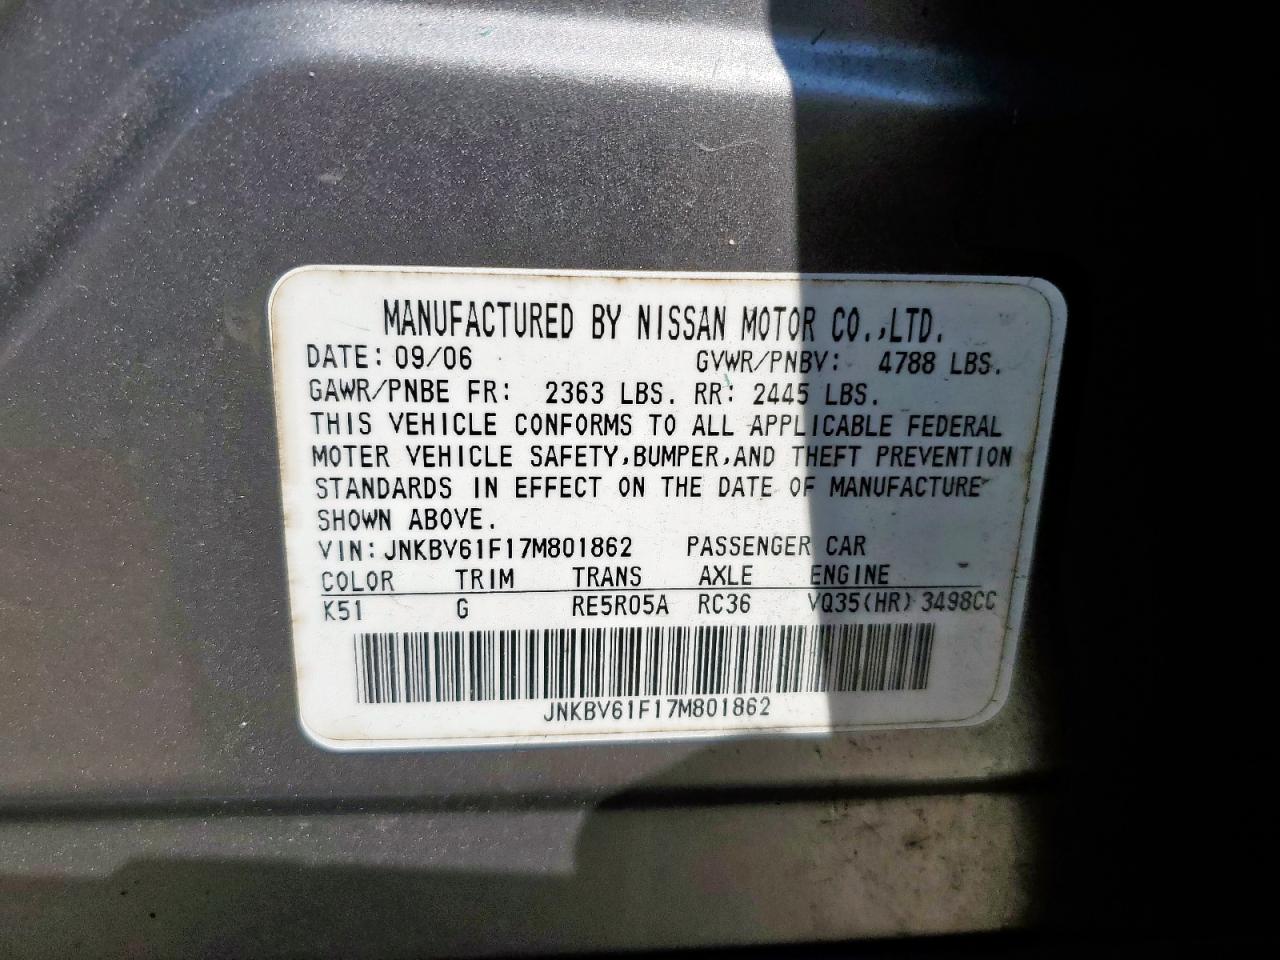 MANUFACTURED BY NISSAN MOTOR CO.,LTD.
DATE: 09/06 GVWR/PNBV: 4788 LBS.
GAWR/PNBE FR: 2363 LBS. RR: 2445 LBS.
THIS VEHICLE CONFORMS TO ALL APPLICABLE FEDERAL
MOTER VEHICLE SAFETY,BUMPER,AND THEFT PREVENTION
STANDARDS IN EFFECT ON THE DATE OF MANUFACTURE
SHOWN ABOVE.
VIN:JNKBV61F17M801862 PASSENGER CAR
COLOR TRIM TRANS AXLE ENGINE
K51 G RE5R05A RC36 VQ35(HR)3498CC
JNKBV61F17M801862